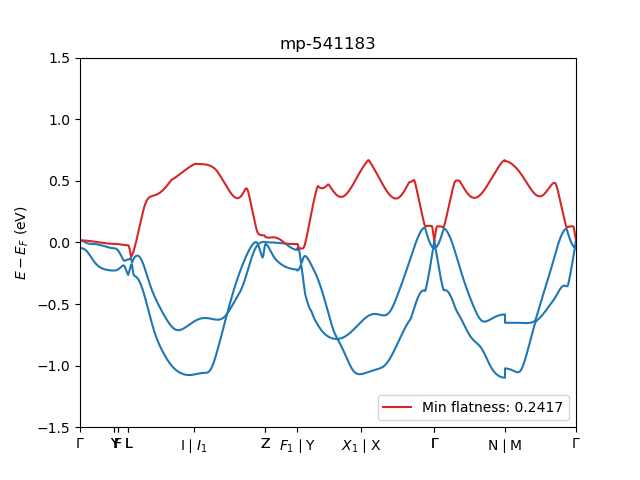 mp-541183
1.5
1.0
0.5
0.0
−0.5
−1.0
−1.5
E − E_F (eV)
Γ
Y
F
L
I | I₁
Z
F₁ | Y
X₁ | X
Γ
N | M
Γ
Min flatness: 0.2417